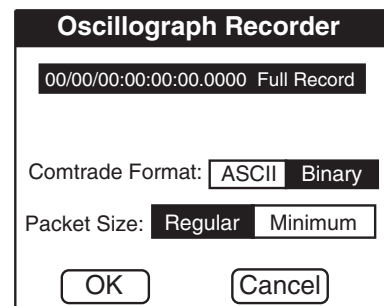 Oscillograph Recorder
00/00/00:00:00:00.0000 Full Record
Comtrade Format: ASCII Binary
Packet Size: Regular Minimum
OK Cancel